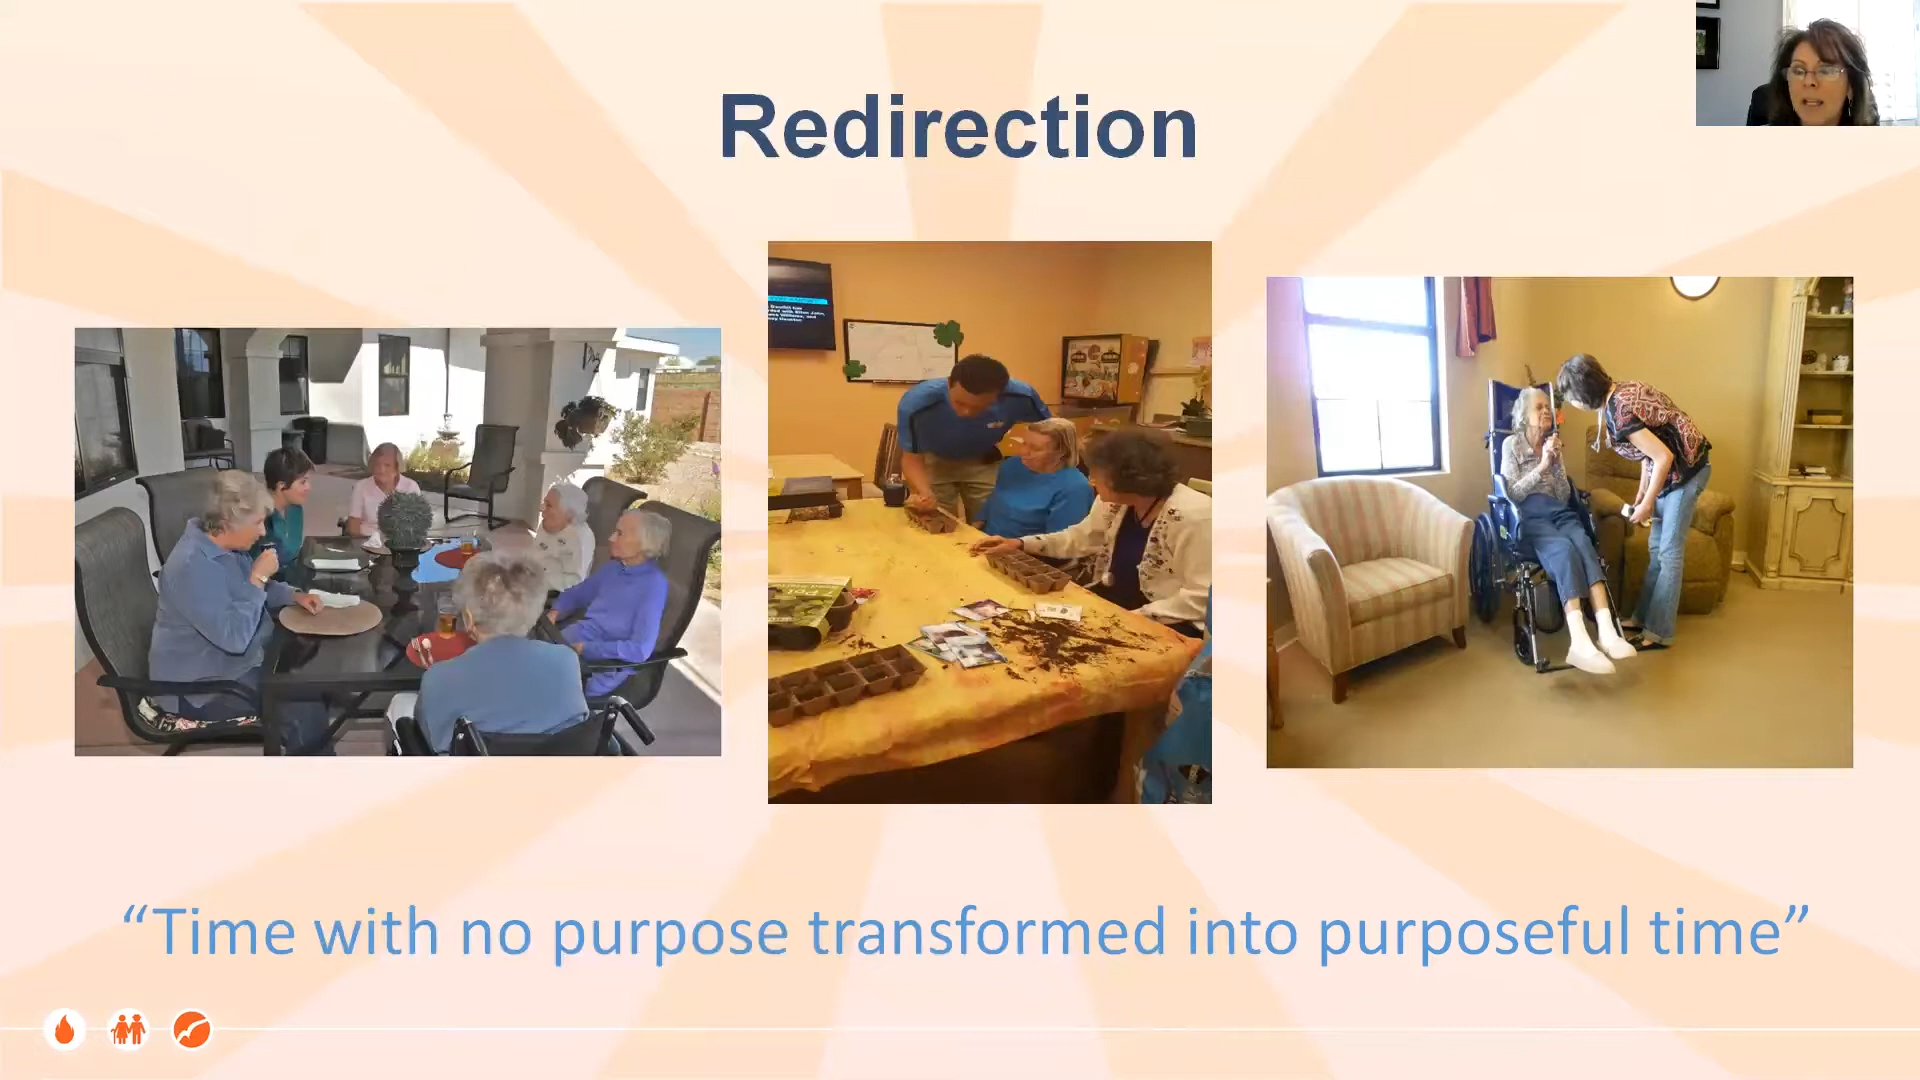 Redirection
“Time with no purpose transformed into purposeful time”